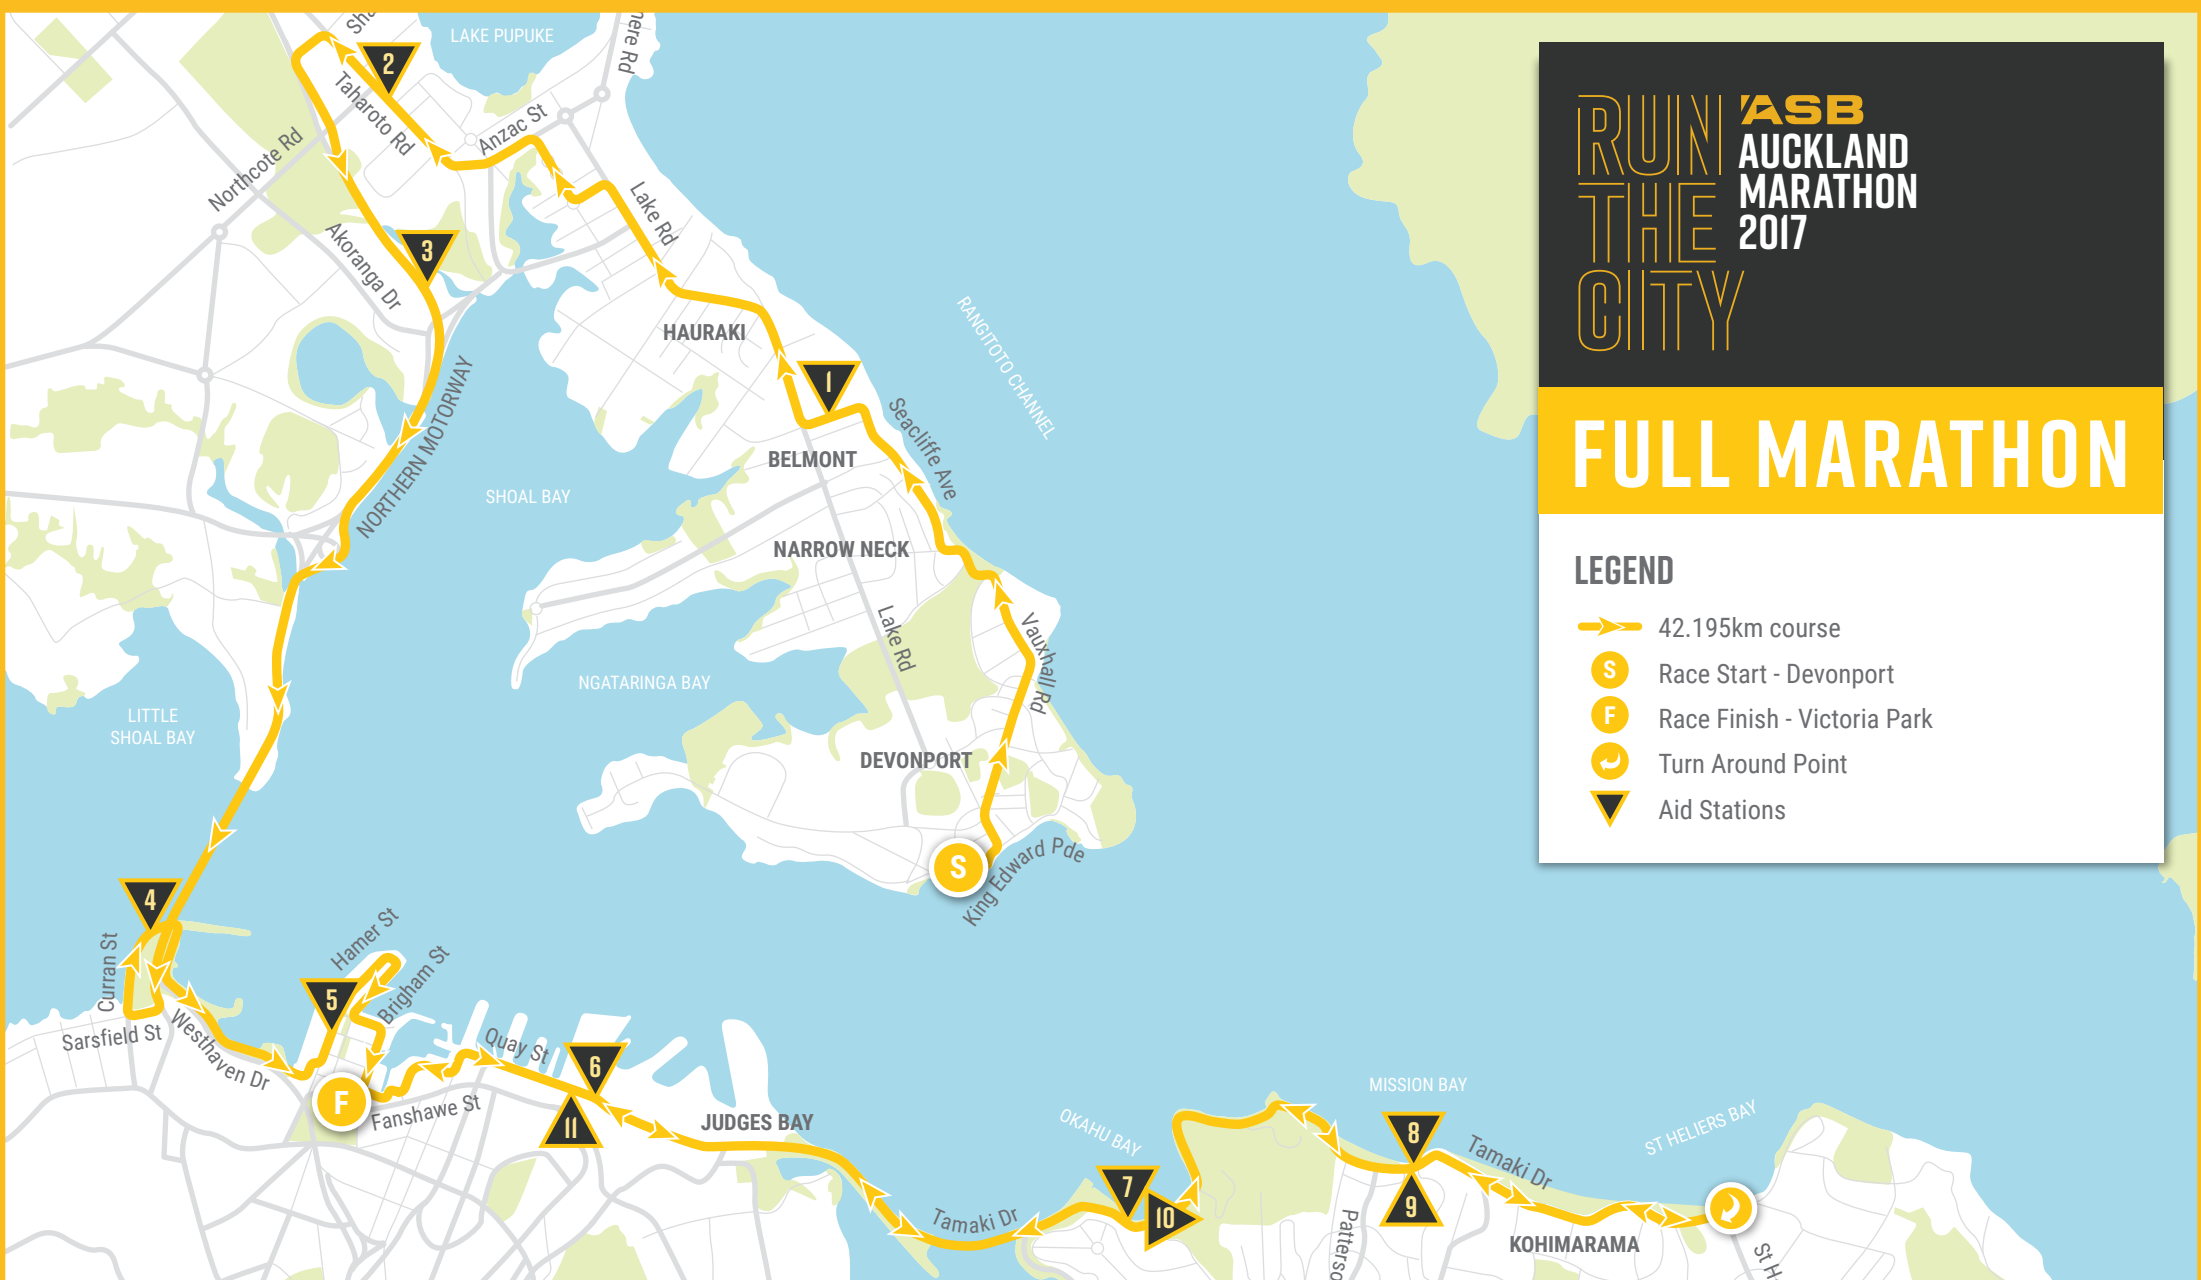 LAKE PUPUKE
2
Taharoto Rd
Anzac St
Northcote Rd
Lake Rd
Akoranga Dr
3
HAURAKI
RANGITOTO CHANNEL
1
Seacliffe Ave
NORTHERN MOTORWAY
BELMONT
SHOAL BAY
NARROW NECK
Lake Rd
Vauxhall Rd
NGATARINGA BAY
LITTLE
SHOAL BAY
DEVONPORT
S
King Edward Pde
4
Curran St
Hamer St
Brigham St
5
Sarsfield St
Westhaven Dr
Quay St
6
F
Fanshawe St
11
JUDGES BAY
OKAHU BAY
MISSION BAY
ST HELIERS BAY
7
10
8
9
Tamaki Dr
Tamaki Dr
KOHIMARAMA
RUN
THE
CITY
ASB
AUCKLAND
MARATHON
2017
FULL MARATHON
LEGEND
42.195km course
S Race Start - Devonport
F Race Finish - Victoria Park
Turn Around Point
Aid Stations